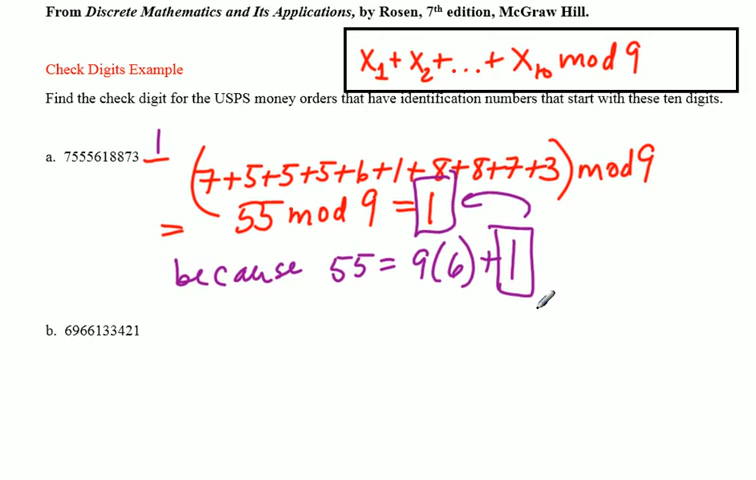 From Discrete Mathematics and Its Applications, by Rosen, 7th edition, McGraw Hill.
x₁ + x₂ + ... + x₁₀ mod 9
Check Digits Example
Find the check digit for the USPS money orders that have identification numbers that start with these ten digits.
a. 7555618873 1
(7+5+5+5+6+1+8+8+7+3) mod 9
= 55 mod 9 = 1
because 55 = 9(6) + 1
b. 6966133421